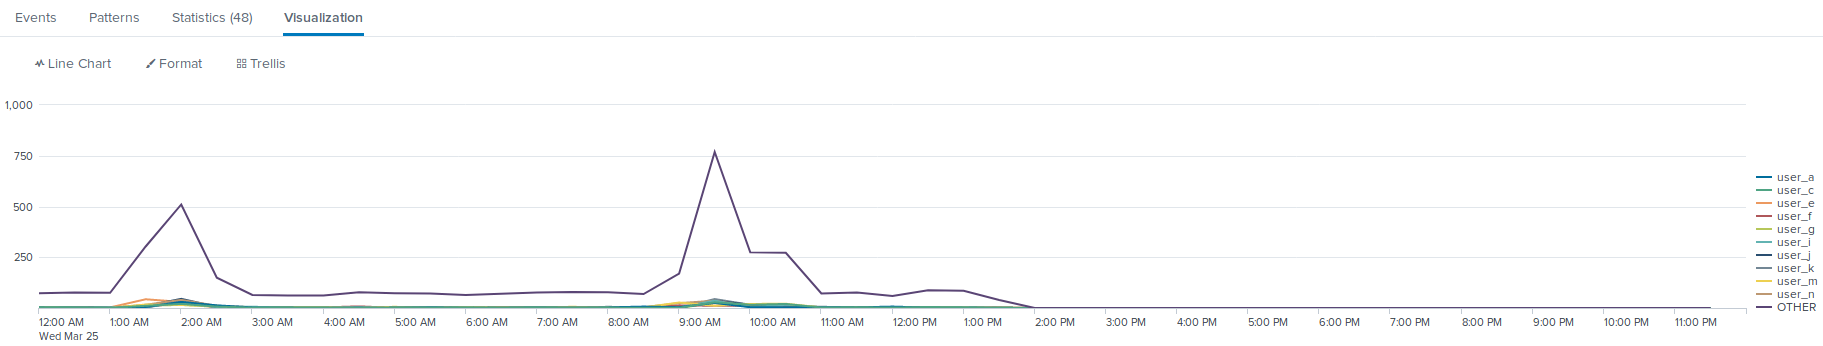 Events Patterns Statistics (48) Visualization
Line Chart Format Trellis
1,000
750
500
250
user_a
user_c
user_e
user_f
user_g
user_i
user_j
user_k
user_m
user_n
OTHER
12:00 AM 1:00 AM 2:00 AM 3:00 AM 4:00 AM 5:00 AM 6:00 AM 7:00 AM 8:00 AM 9:00 AM 10:00 AM 11:00 AM 12:00 PM 1:00 PM 2:00 PM 3:00 PM 4:00 PM 5:00 PM 6:00 PM 7:00 PM 8:00 PM 9:00 PM 10:00 PM 11:00 PM
Wed Mar 25